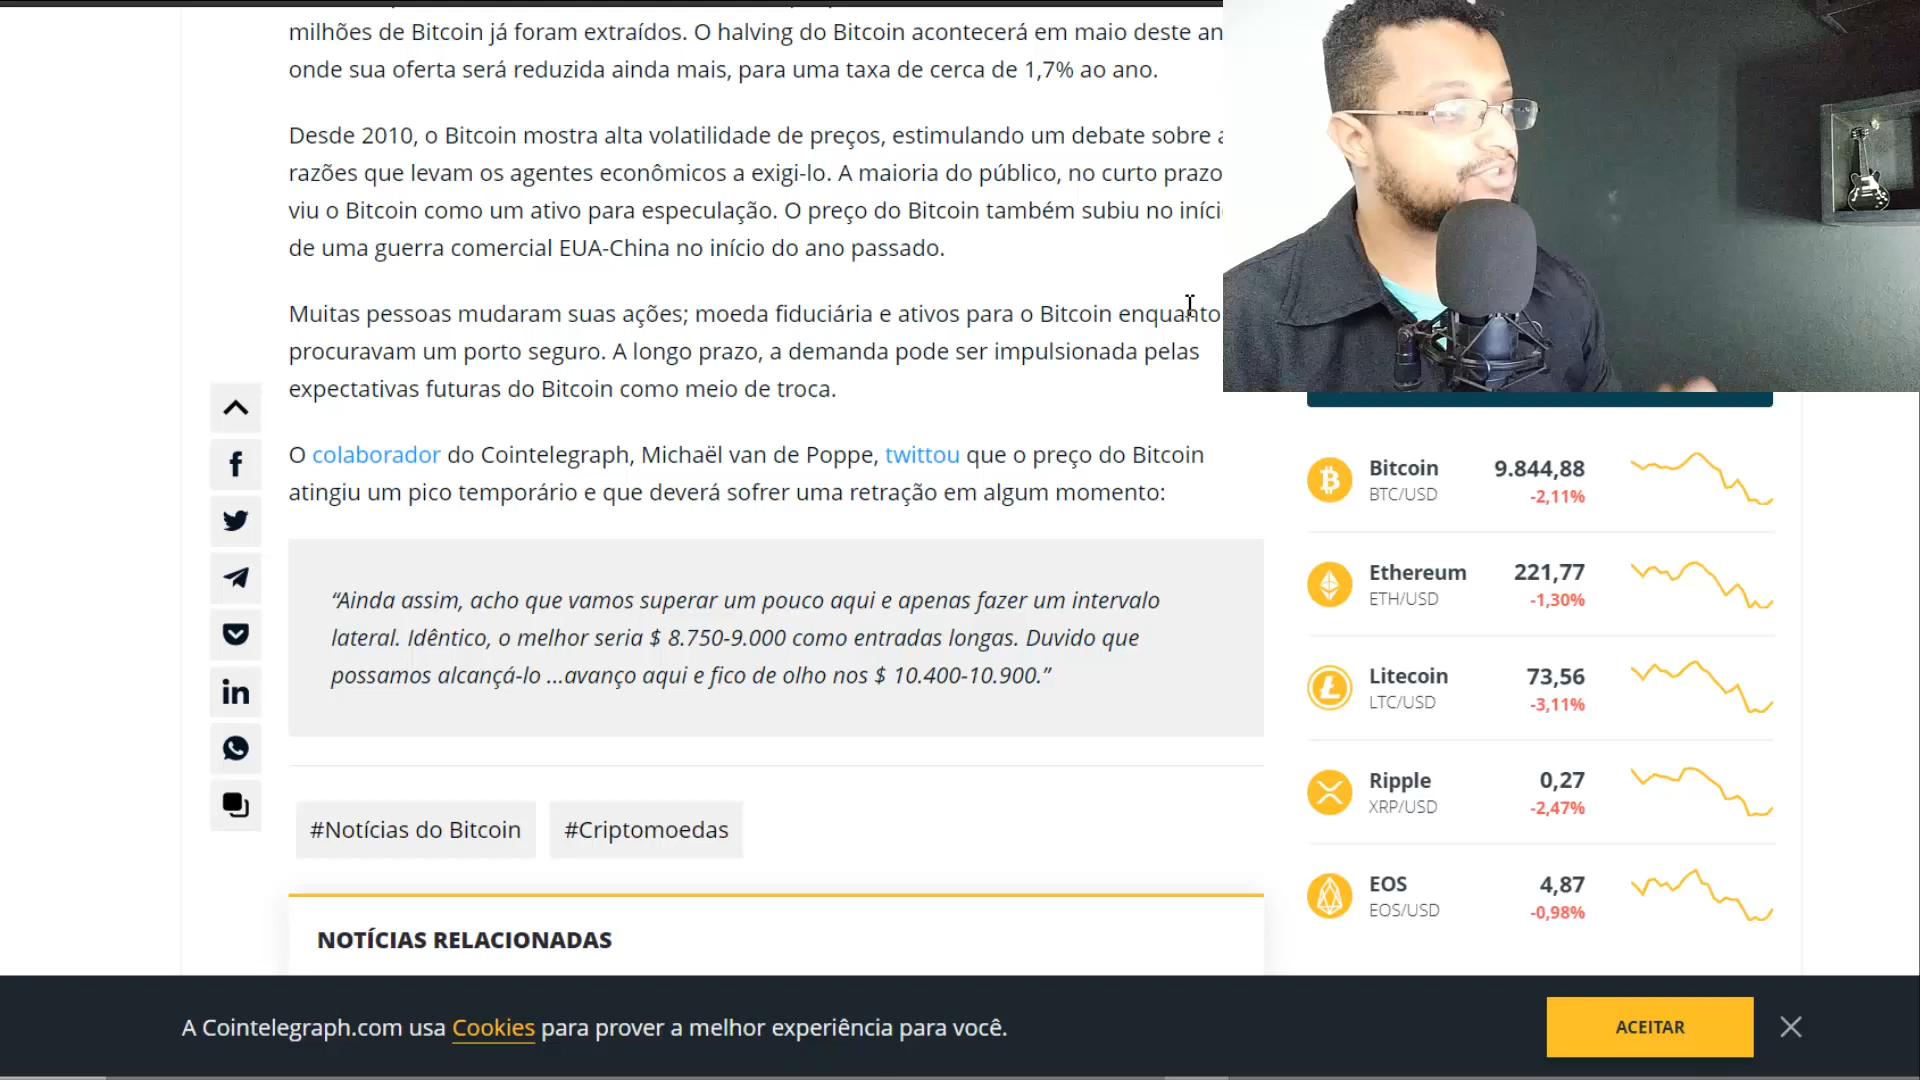 milhões de Bitcoin já foram extraídos. O halving do Bitcoin acontecerá em maio deste an
onde sua oferta será reduzida ainda mais, para uma taxa de cerca de 1,7% ao ano.
Desde 2010, o Bitcoin mostra alta volatilidade de preços, estimulando um debate sobre a
razões que levam os agentes econômicos a exigi-lo. A maioria do público, no curto prazo
viu o Bitcoin como um ativo para especulação. O preço do Bitcoin também subiu no iníci
de uma guerra comercial EUA-China no início do ano passado.
Muitas pessoas mudaram suas ações; moeda fiduciária e ativos para o Bitcoin enquanto
procuravam um porto seguro. A longo prazo, a demanda pode ser impulsionada pelas
expectativas futuras do Bitcoin como meio de troca.
O colaborador do Cointelegraph, Michaël van de Poppe, twittou que o preço do Bitcoin
atingiu um pico temporário e que deverá sofrer uma retração em algum momento:
“Ainda assim, acho que vamos superar um pouco aqui e apenas fazer um intervalo
lateral. Idêntico, o melhor seria $ 8.750-9.000 como entradas longas. Duvido que
possamos alcançá-lo ...avanço aqui e fico de olho nos $ 10.400-10.900.”
#Notícias do Bitcoin #Criptomoedas
NOTÍCIAS RELACIONADAS
Bitcoin 9.844,88
BTC/USD -2,11%
Ethereum 221,77
ETH/USD -1,30%
Litecoin 73,56
LTC/USD -3,11%
Ripple 0,27
XRP/USD -2,47%
EOS 4,87
EOS/USD -0,98%
A Cointelegraph.com usa Cookies para prover a melhor experiência para você.
ACEITAR